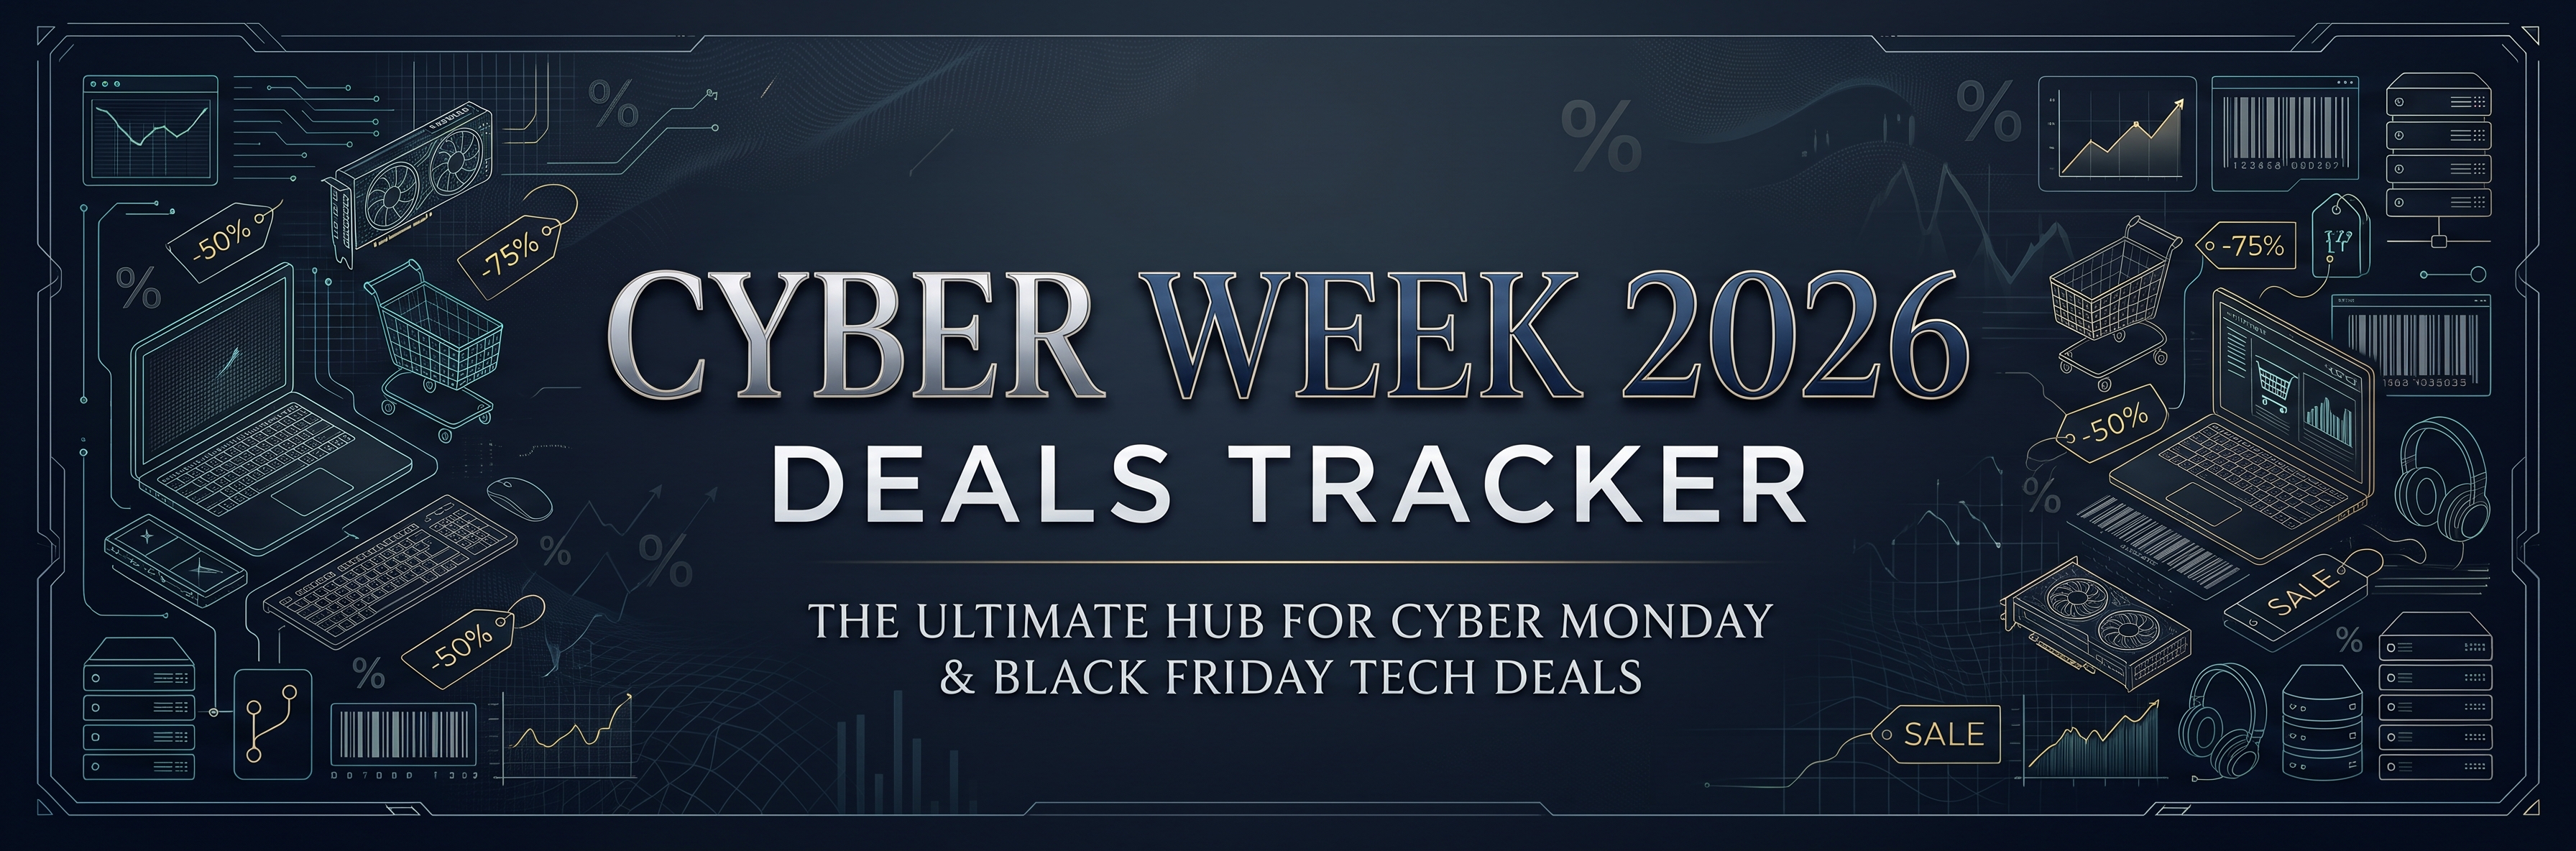 CYBER WEEK 2026
DEALS TRACKER
THE ULTIMATE HUB FOR CYBER MONDAY
& BLACK FRIDAY TECH DEALS
%
-50%
-75%
%
%
%
-50%
%
%
%
-75%
-50%
%
SALE
%
SALE